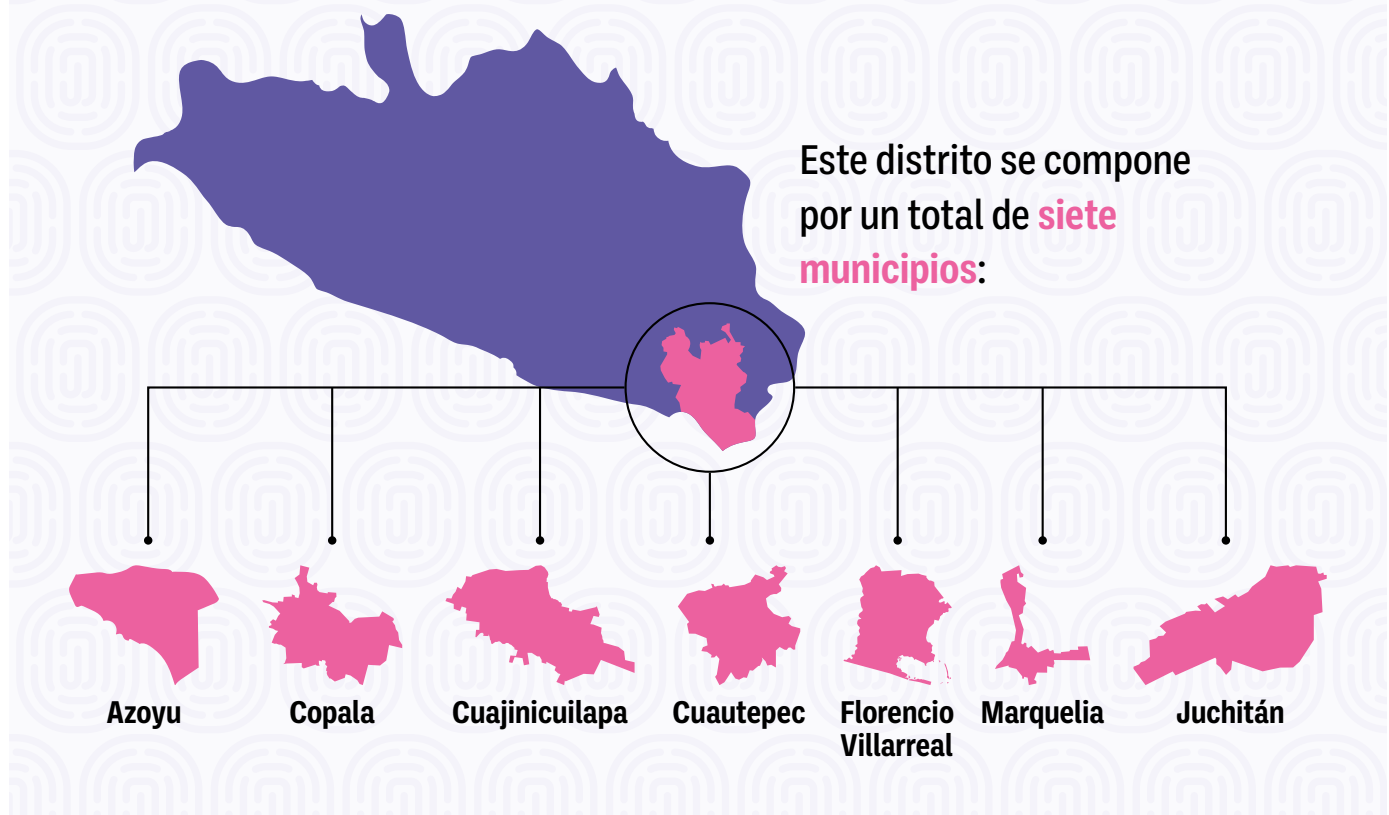 Este distrito se compone
por un total de siete
municipios:
Azoyu
Copala
Cuajinicuilapa
Cuautepec
Florencio
Villarreal
Marquelia
Juchitán